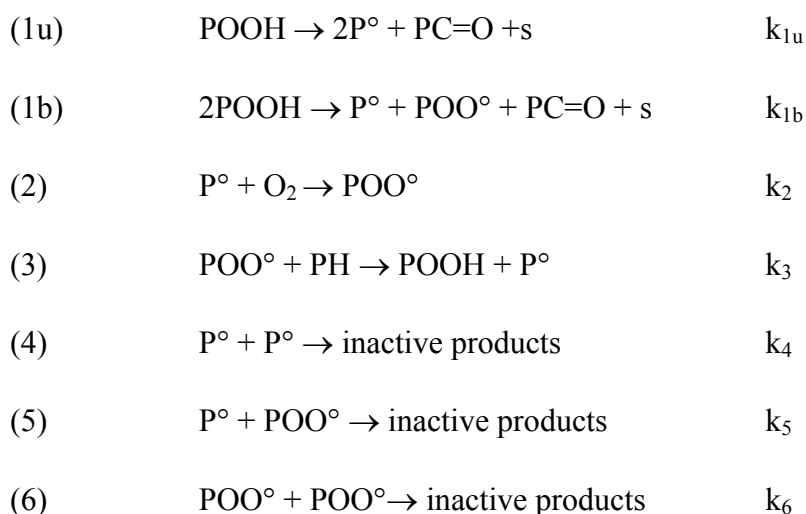 (1u) POOH → 2P° + PC=O +s k1u
(1b) 2POOH → P° + POO° + PC=O + s k1b
(2) P° + O2 → POO° k2
(3) POO° + PH → POOH + P° k3
(4) P° + P° → inactive products k4
(5) P° + POO° → inactive products k5
(6) POO° + POO°→ inactive products k6